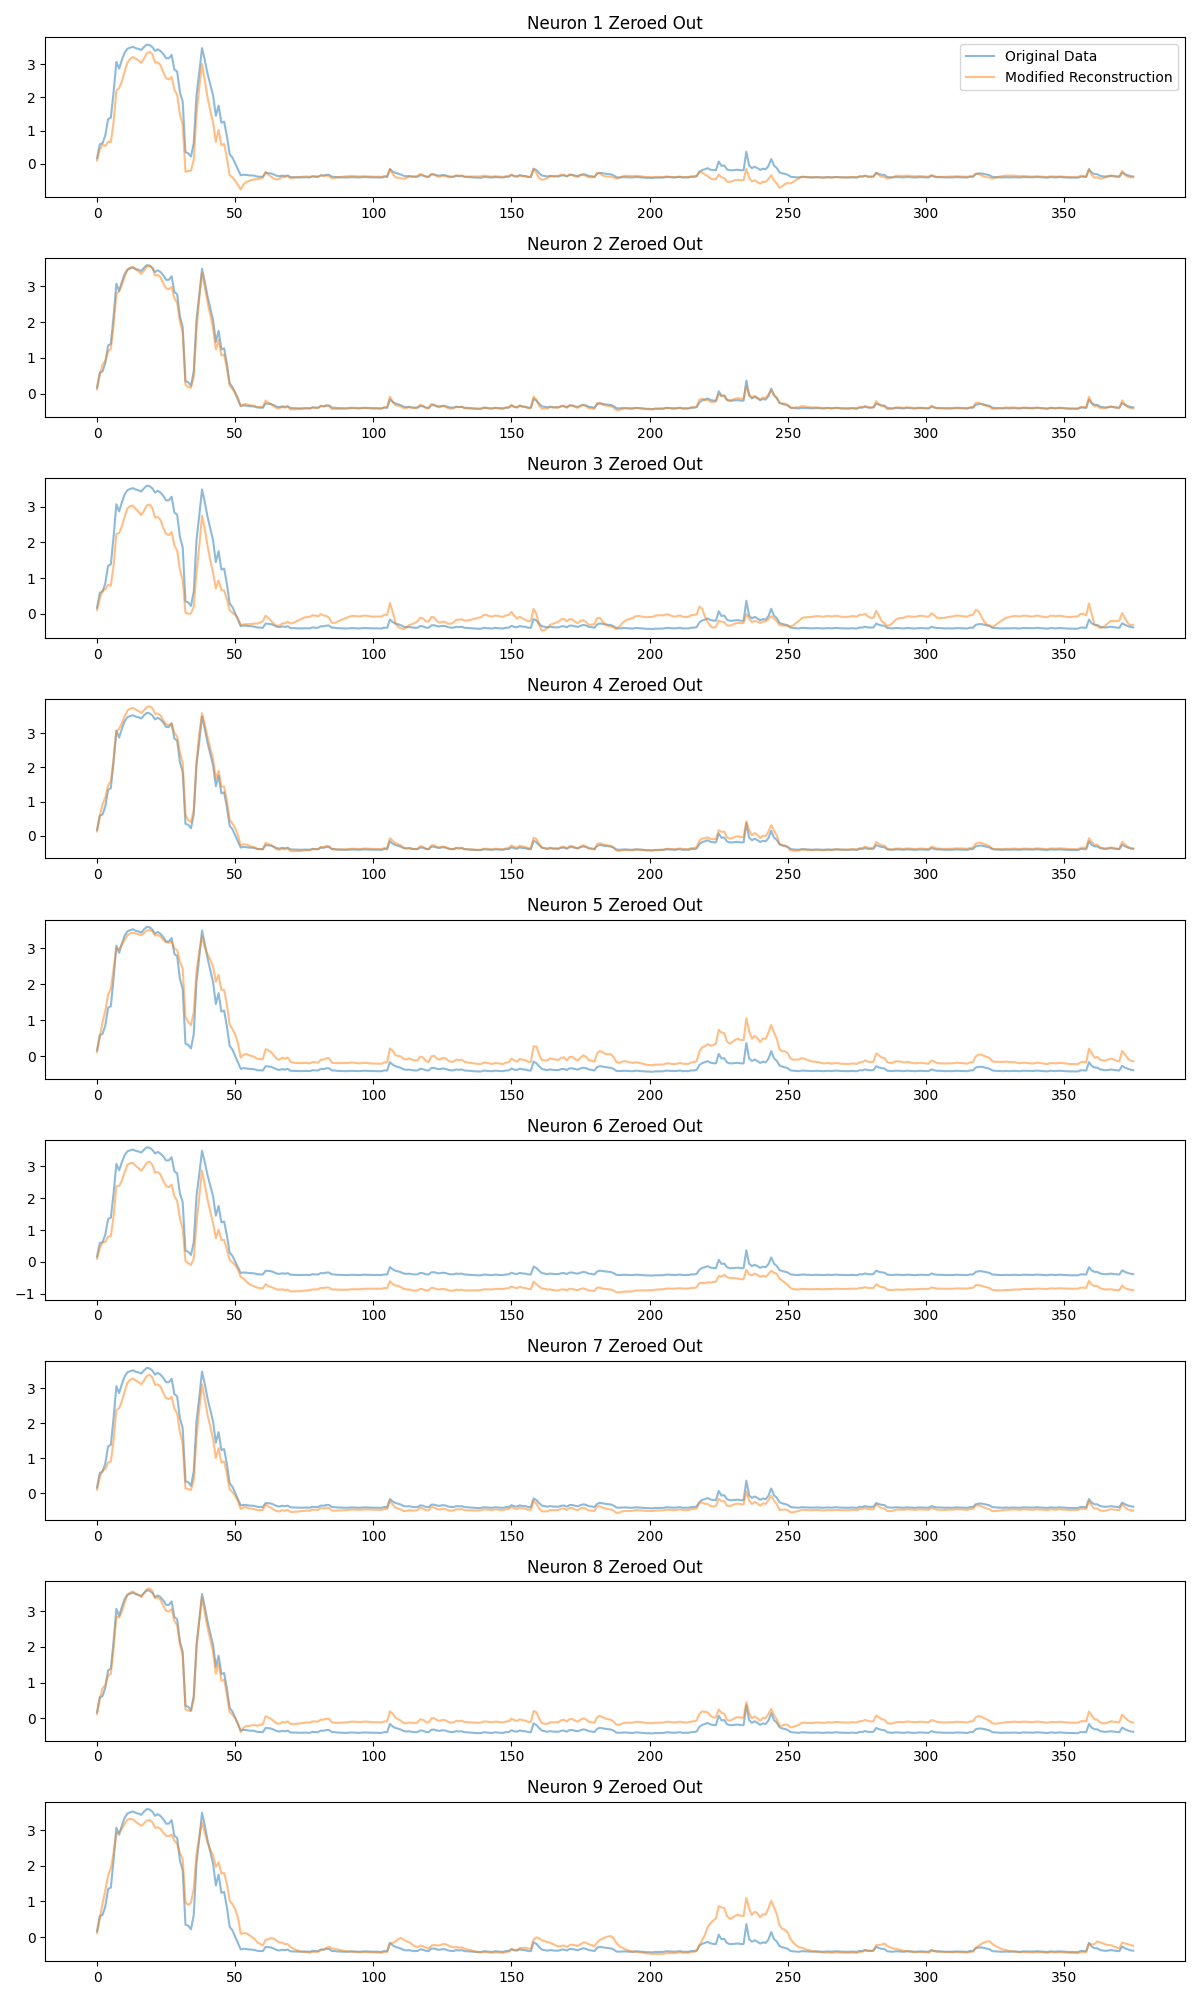 Neuron 1 Zeroed Out
Original Data
Modified Reconstruction
3
2
1
0
0 50 100 150 200 250 300 350
Neuron 2 Zeroed Out
3
2
1
0
0 50 100 150 200 250 300 350
Neuron 3 Zeroed Out
3
2
1
0
0 50 100 150 200 250 300 350
Neuron 4 Zeroed Out
3
2
1
0
0 50 100 150 200 250 300 350
Neuron 5 Zeroed Out
3
2
1
0
0 50 100 150 200 250 300 350
Neuron 6 Zeroed Out
3
2
1
0
−1
0 50 100 150 200 250 300 350
Neuron 7 Zeroed Out
3
2
1
0
0 50 100 150 200 250 300 350
Neuron 8 Zeroed Out
3
2
1
0
0 50 100 150 200 250 300 350
Neuron 9 Zeroed Out
3
2
1
0
0 50 100 150 200 250 300 350